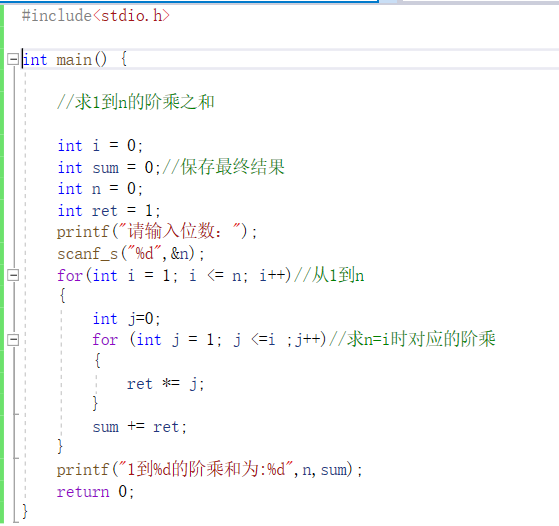 #include<stdio.h>
int main() {
//求1到n的阶乘之和
int i = 0;
int sum = 0;//保存最终结果
int n = 0;
int ret = 1;
printf("请输入位数：");
scanf_s("%d",&n);
for(int i = 1; i <= n; i++)//从1到n
{
int j=0;
for (int j = 1; j <=i ;j++)//求n=i时对应的阶乘
{
ret *= j;
}
sum += ret;
}
printf("1到%d的阶乘和为:%d",n,sum);
return 0;
}